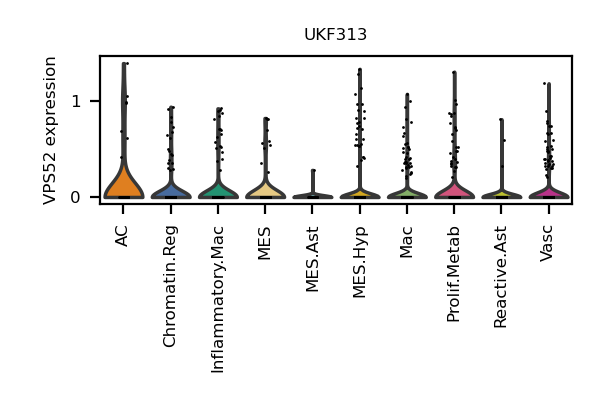 UKF313
VPS52 expression
1
0
AC
Chromatin.Reg
Inflammatory.Mac
MES
MES.Ast
MES.Hyp
Mac
Prolif.Metab
Reactive.Ast
Vasc